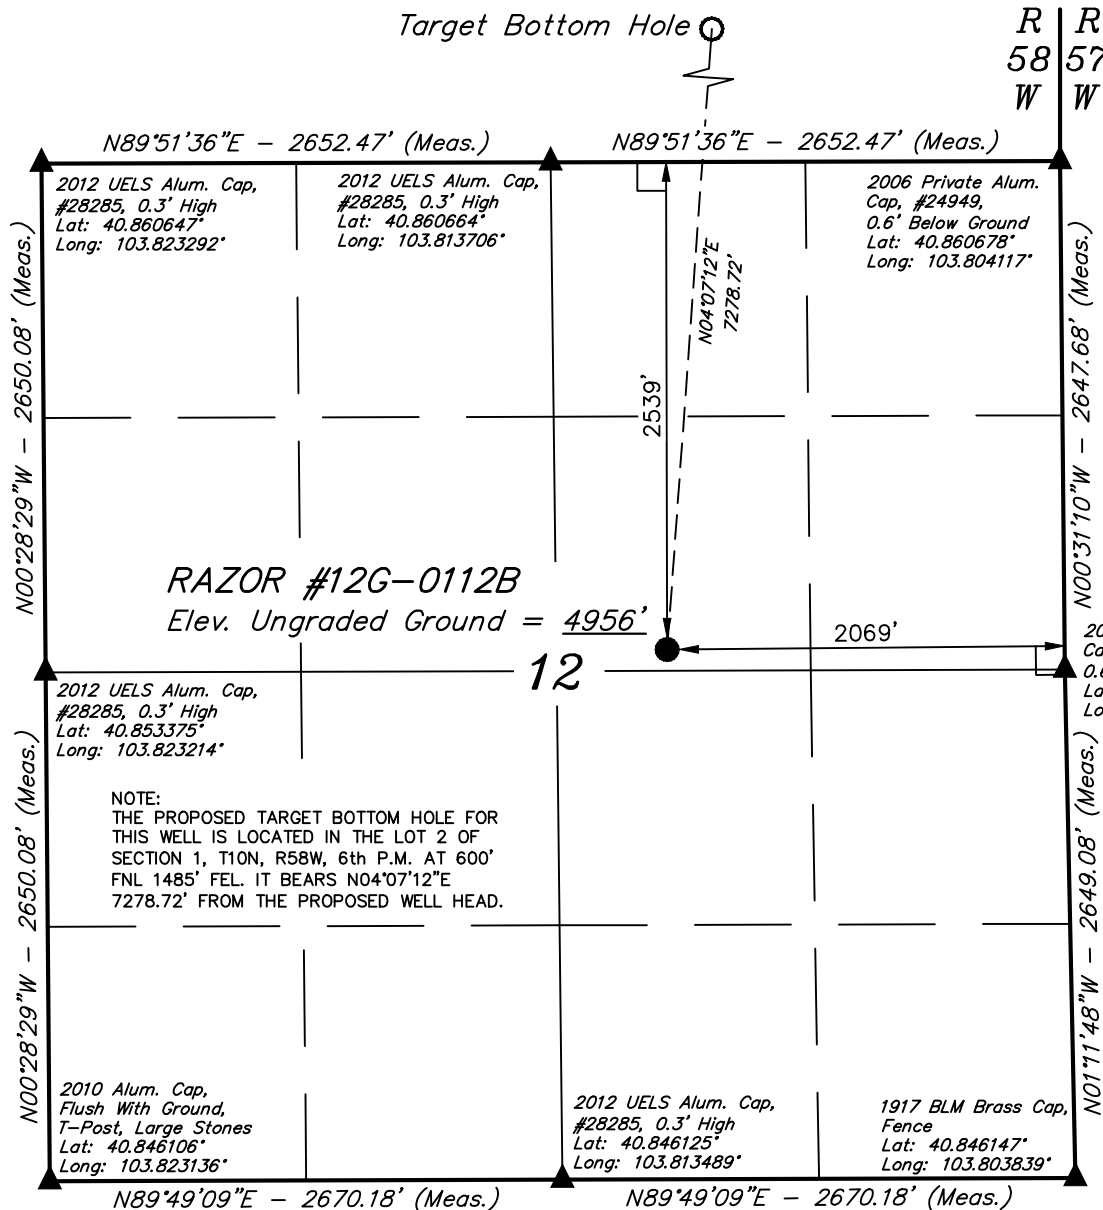 Target Bottom Hole
R R
58 57
W W
N89°51'36"E - 2652.47' (Meas.)
N89°51'36"E - 2652.47' (Meas.)
2012 UELS Alum. Cap,
#28285, 0.3' High
Lat: 40.860647°
Long: 103.823292°
2012 UELS Alum. Cap,
#28285, 0.3' High
Lat: 40.860664°
Long: 103.813706°
2006 Private Alum.
Cap, #24949,
0.6' Below Ground
Lat: 40.860678°
Long: 103.804117°
N00°28'29"W - 2650.08' (Meas.)
N04°07'12"E
7278.72'
2539'
N00°31'10"W - 2647.68' (Meas.)
RAZOR #12G-0112B
Elev. Ungraded Ground = 4956'
2069'
12
20
Ca
0.6
La
Lo
2012 UELS Alum. Cap,
#28285, 0.3' High
Lat: 40.853375°
Long: 103.823214°
NOTE:
THE PROPOSED TARGET BOTTOM HOLE FOR
THIS WELL IS LOCATED IN THE LOT 2 OF
SECTION 1, T10N, R58W, 6th P.M. AT 600'
FNL 1485' FEL. IT BEARS N04°07'12"E
7278.72' FROM THE PROPOSED WELL HEAD.
N00°28'29"W - 2650.08' (Meas.)
N01°11'48"W - 2649.08' (Meas.)
2010 Alum. Cap,
Flush With Ground,
T-Post, Large Stones
Lat: 40.846106°
Long: 103.823136°
2012 UELS Alum. Cap,
#28285, 0.3' High
Lat: 40.846125°
Long: 103.813489°
1917 BLM Brass Cap,
Fence
Lat: 40.846147°
Long: 103.803839°
N89°49'09"E - 2670.18' (Meas.)
N89°49'09"E - 2670.18' (Meas.)